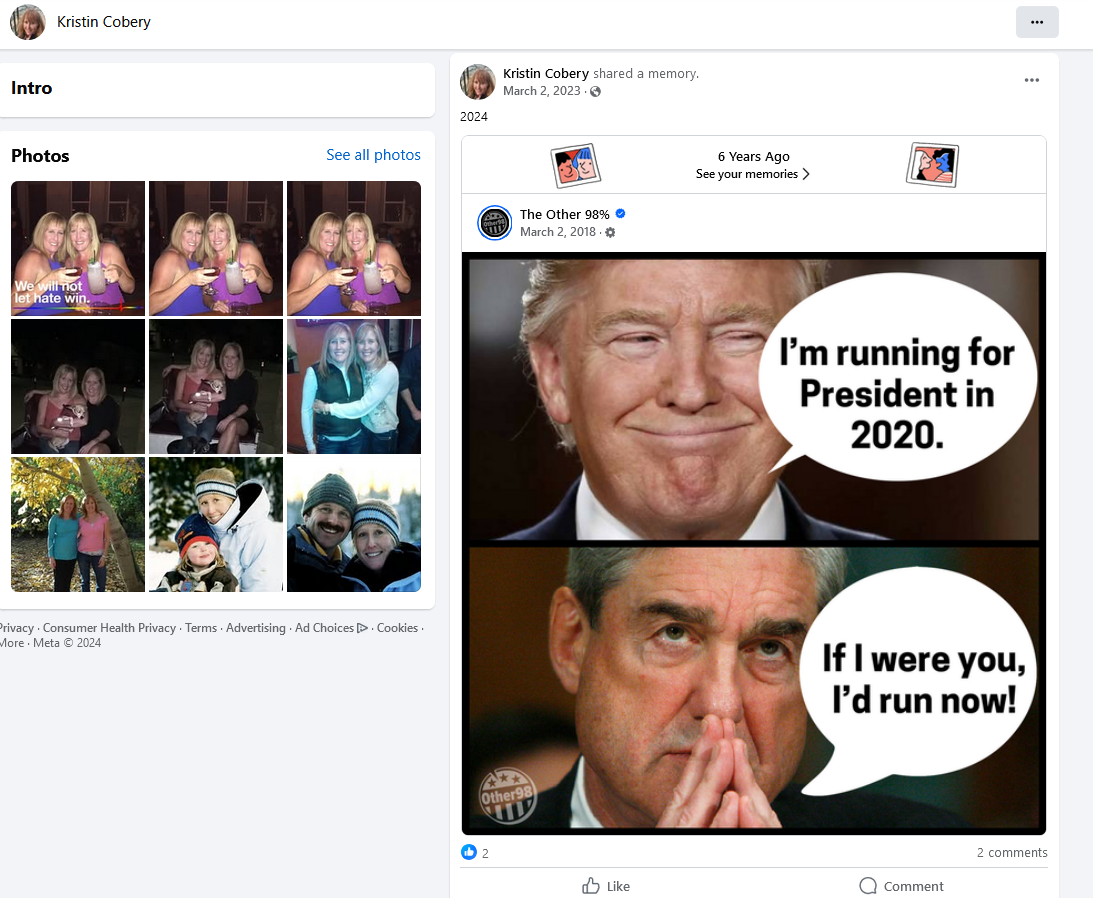 Kristin Cobery
Intro
Photos
See all photos
We will not
let hate win.
Privacy · Consumer Health Privacy · Terms · Advertising · Ad Choices · Cookies ·
More · Meta © 2024
Kristin Cobery shared a memory.
March 2, 2023 ·
2024
6 Years Ago
See your memories
The Other 98%
March 2, 2018 ·
I'm running for
President in
2020.
If I were you,
I'd run now!
Other98
2
2 comments
Like
Comment